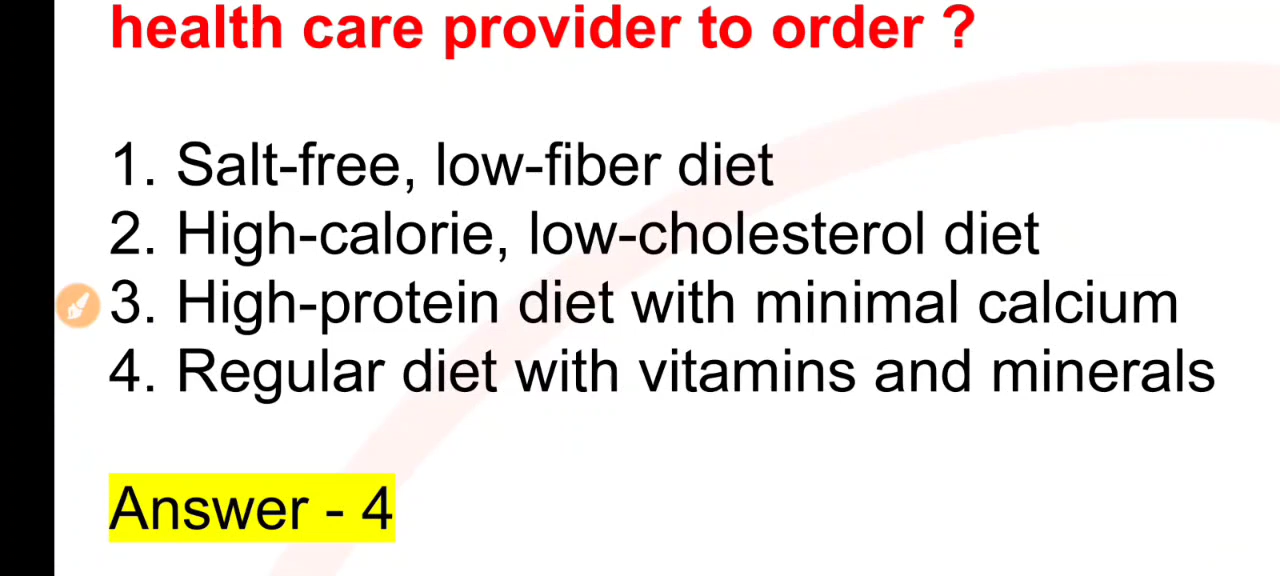 health care provider to order ?
1. Salt-free, low-fiber diet
2. High-calorie, low-cholesterol diet
3. High-protein diet with minimal calcium
4. Regular diet with vitamins and minerals
Answer - 4